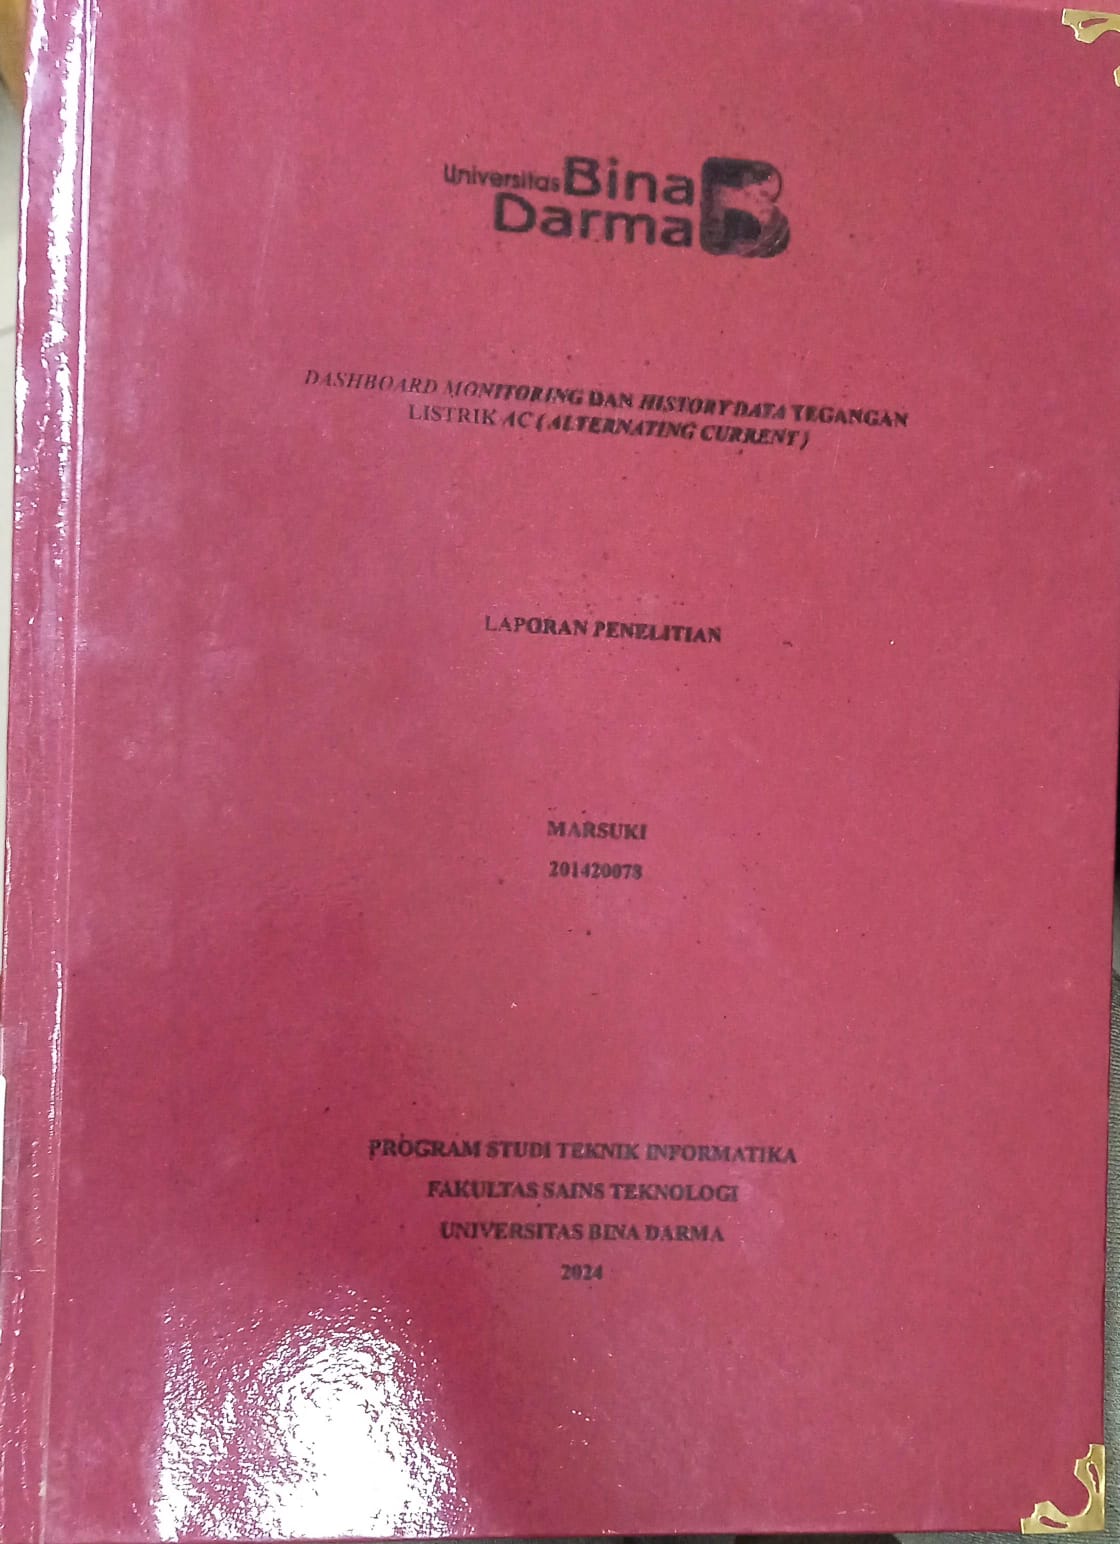 Universitas Bina
Darma
DASHBOARD MONITORING DAN HISTORY DATA TEGANGAN
LISTRIK AC ( ALTERNATING CURRENT )
LAPORAN PENELITIAN
MARSUKI
201420078
PROGRAM STUDI TEKNIK INFORMATIKA
FAKULTAS SAINS TEKNOLOGI
UNIVERSITAS BINA DARMA
2024